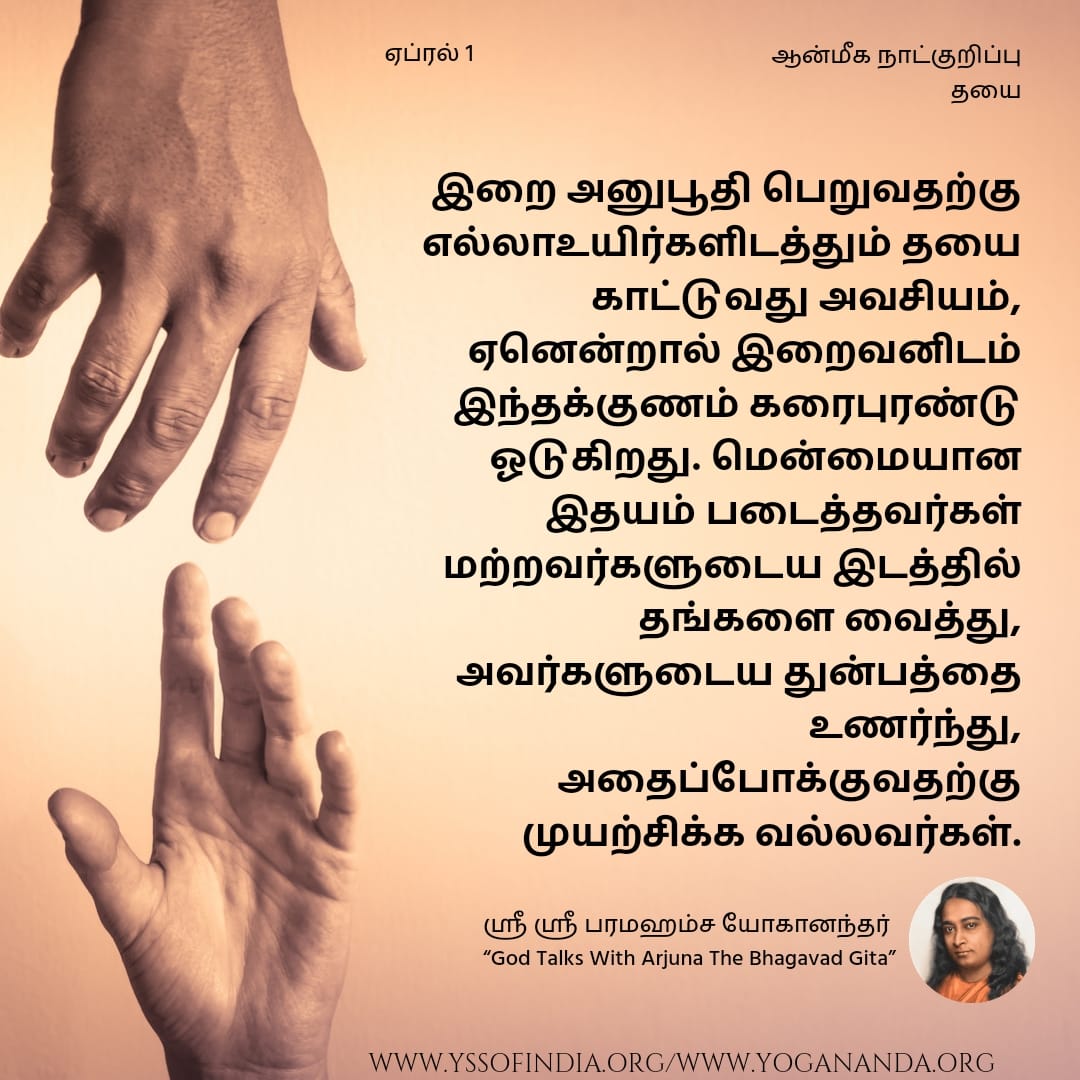 ஏப்ரல் 1
ஆன்மீக நாட்குறிப்பு
தயை
இறை அனுபூதி பெறுவதற்கு
எல்லாஉயிர்களிடத்தும் தயை
காட்டுவது அவசியம்,
ஏனென்றால் இறைவனிடம்
இந்தக்குணம் கரைபுரண்டு
ஓடுகிறது. மென்மையான
இதயம் படைத்தவர்கள்
மற்றவர்களுடைய இடத்தில்
தங்களை வைத்து,
அவர்களுடைய துன்பத்தை
உணர்ந்து,
அதைப்போக்குவதற்கு
முயற்சிக்க வல்லவர்கள்.
ஸ்ரீ ஸ்ரீ பரமஹம்ச யோகானந்தர்
“God Talks With Arjuna The Bhagavad Gita”
WWW.YSSOFINDIA.ORG/WWW.YOGANANDA.ORG